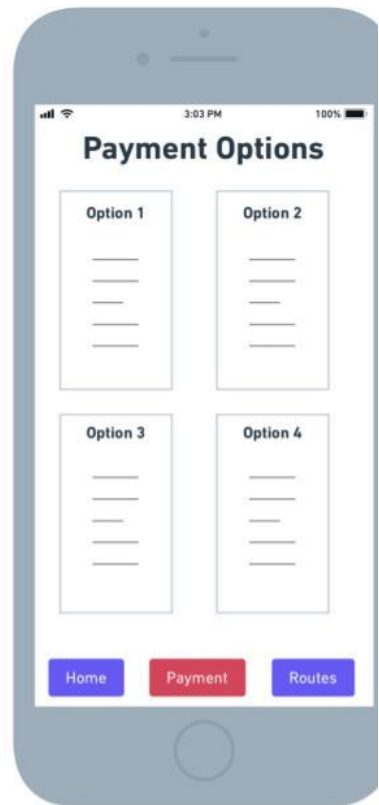 3:03 PM 100%
Payment Options
Option 1 Option 2
Option 3 Option 4
Home Payment Routes